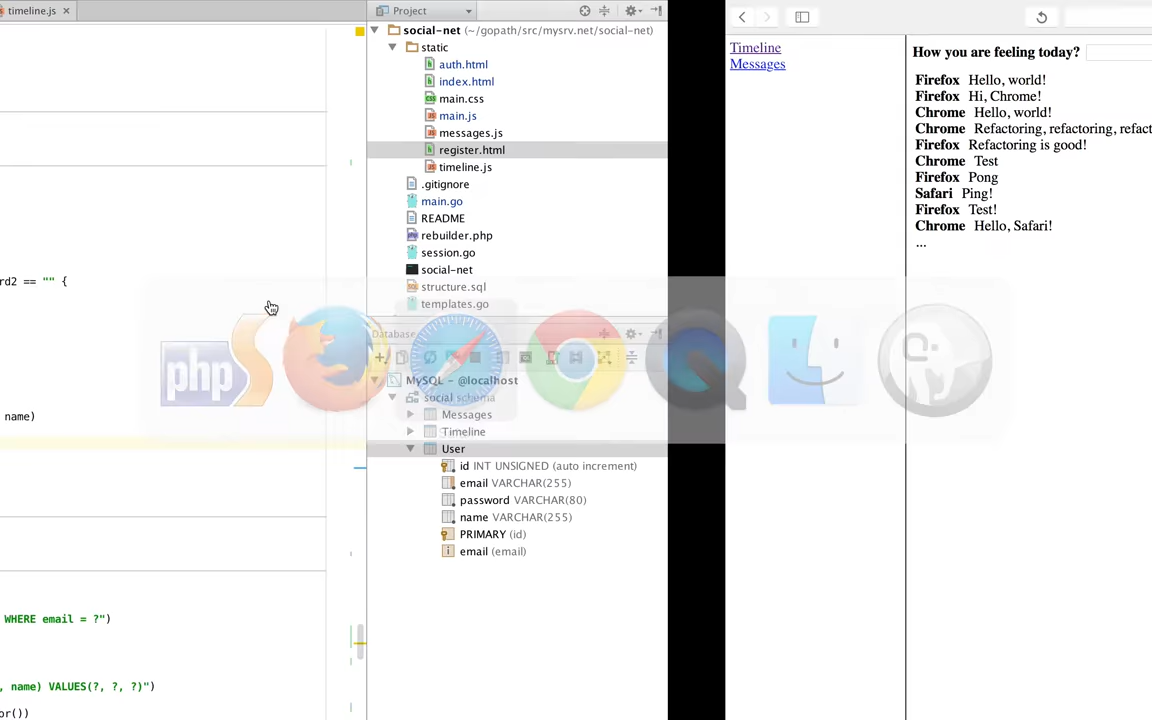 timeline.js
rd2 == "" {
name)
WHERE email = ?")
, name) VALUES(?, ?, ?)")
or())
Project
social-net (~/gopath/src/mysrv.net/social-net)
static
auth.html
index.html
main.css
main.js
messages.js
register.html
timeline.js
.gitignore
main.go
README
rebuilder.php
session.go
social-net
structure.sql
templates.go
Database
MySQL - @localhost
social schema
Messages
Timeline
User
id INT UNSIGNED (auto increment)
email VARCHAR(255)
password VARCHAR(80)
name VARCHAR(255)
PRIMARY (id)
email (email)
php
Timeline
Messages
How you are feeling today?
Firefox Hello, world!
Firefox Hi, Chrome!
Chrome Hello, world!
Chrome Refactoring, refactoring, refact
Firefox Refactoring is good!
Chrome Test
Firefox Pong
Safari Ping!
Firefox Test!
Chrome Hello, Safari!
...